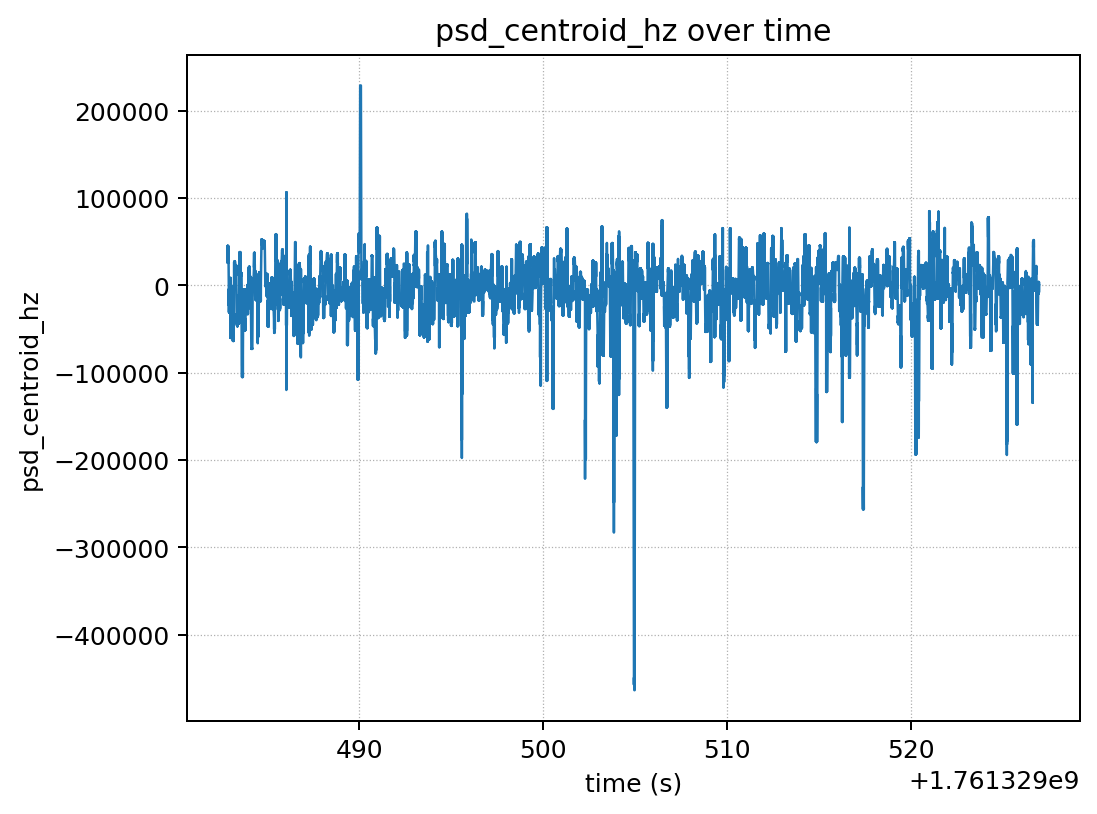 psd_centroid_hz over time
psd_centroid_hz
200000
100000
0
−100000
−200000
−300000
−400000
490
500
510
520
time (s)
+1.761329e9